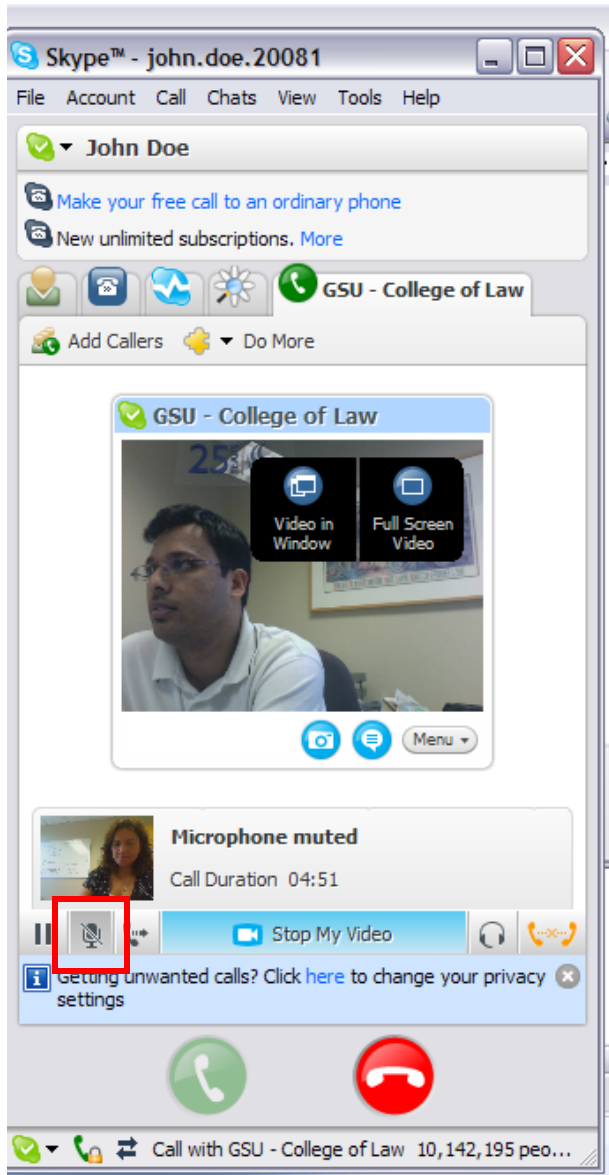 Skype™ - john.doe.20081
File Account Call Chats View Tools Help
John Doe
Make your free call to an ordinary phone
New unlimited subscriptions. More
GSU - College of Law
Add Callers Do More
GSU - College of Law
25
Video in Window
Full Screen Video
Menu
Microphone muted
Call Duration 04:51
Stop My Video
Getting unwanted calls? Click here to change your privacy
settings
Call with GSU - College of Law 10,142,195 peo...